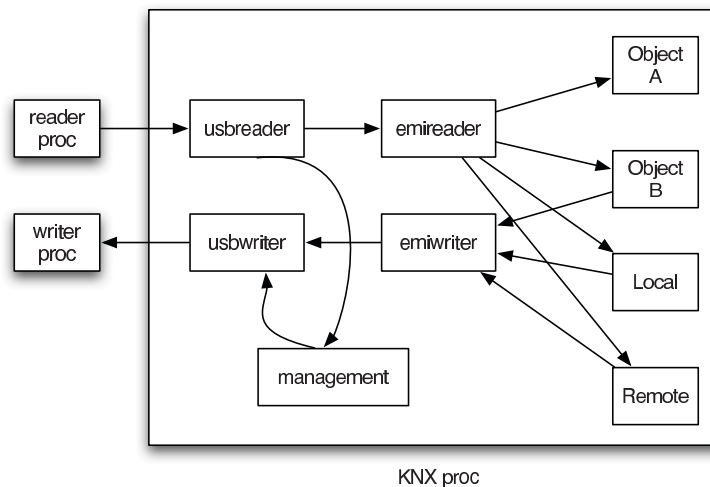 Object
A
reader
proc
usbreader
emireader
Object
B
writer
proc
usbwriter
emiwriter
Local
management
Remote
KNX proc